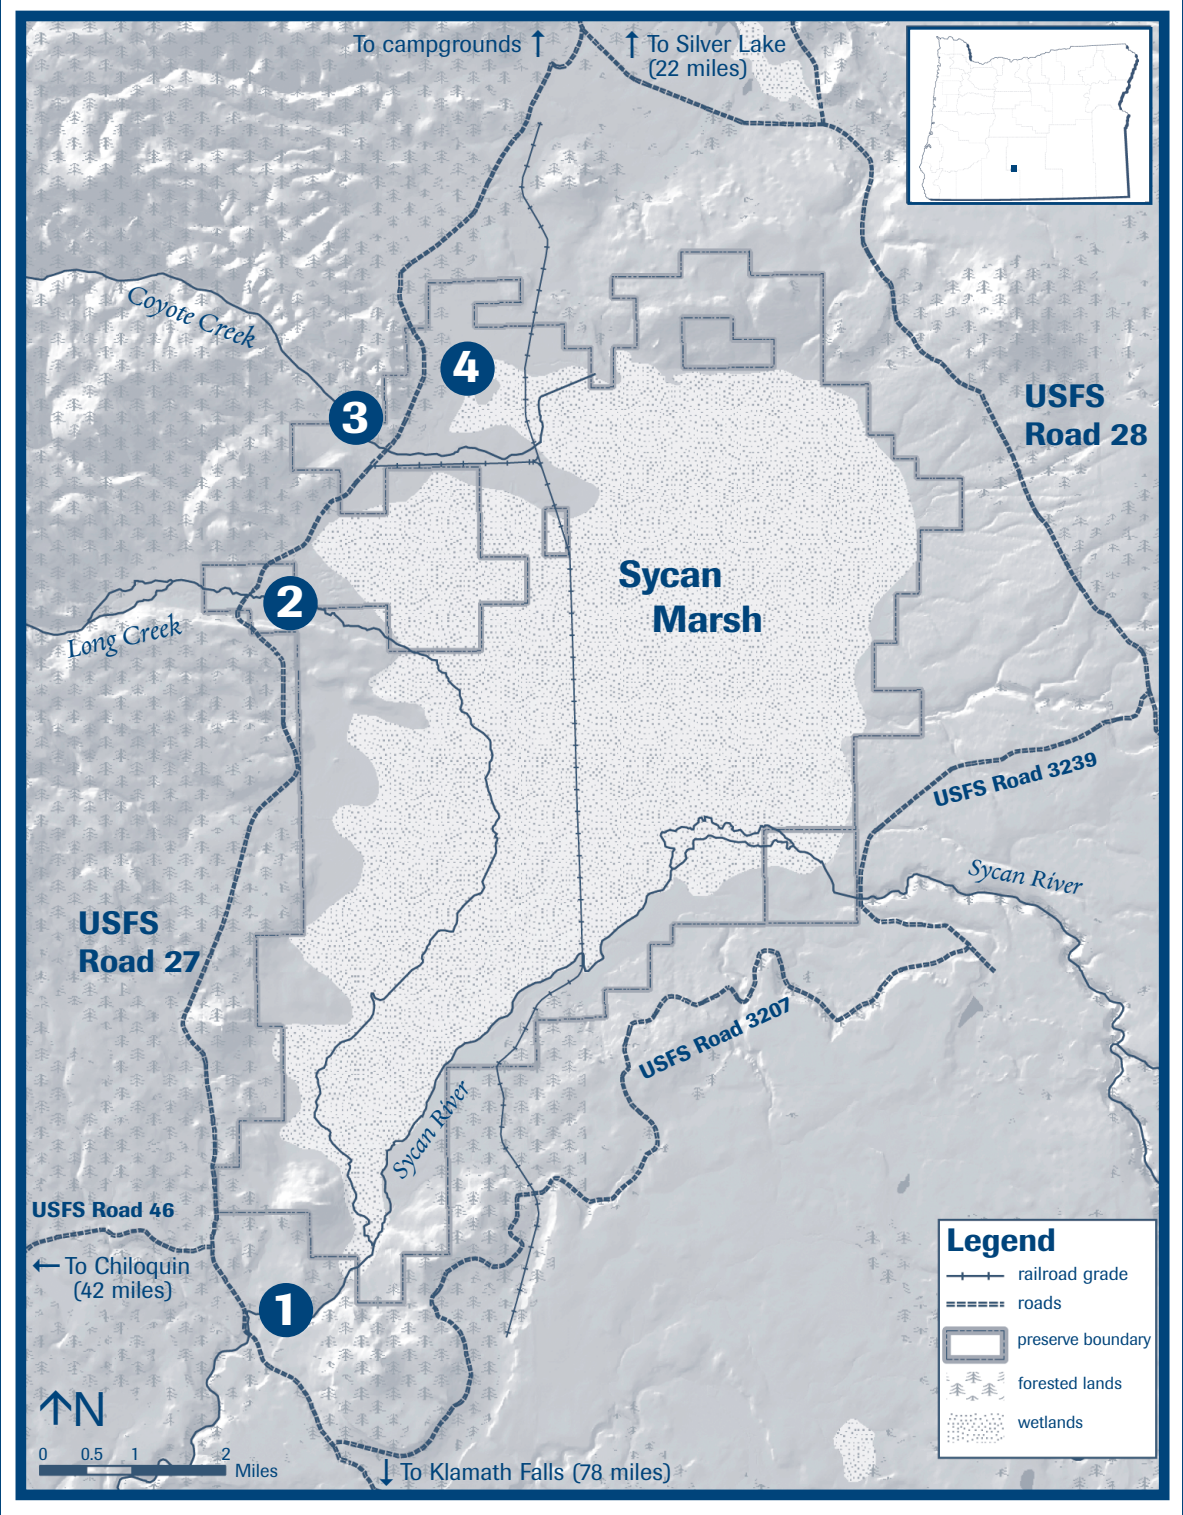 To campgrounds ↑
↑ To Silver Lake
(22 miles)
Coyote Creek
4
3
USFS
Road 28
Sycan
Marsh
2
Long Creek
USFS Road 3239
Sycan River
USFS
Road 27
USFS Road 3207
Sycan River
USFS Road 46
← To Chiloquin
(42 miles)
1
Legend
railroad grade
roads
preserve boundary
forested lands
wetlands
↑N
0 0.5 1 2
Miles
↓ To Klamath Falls (78 miles)